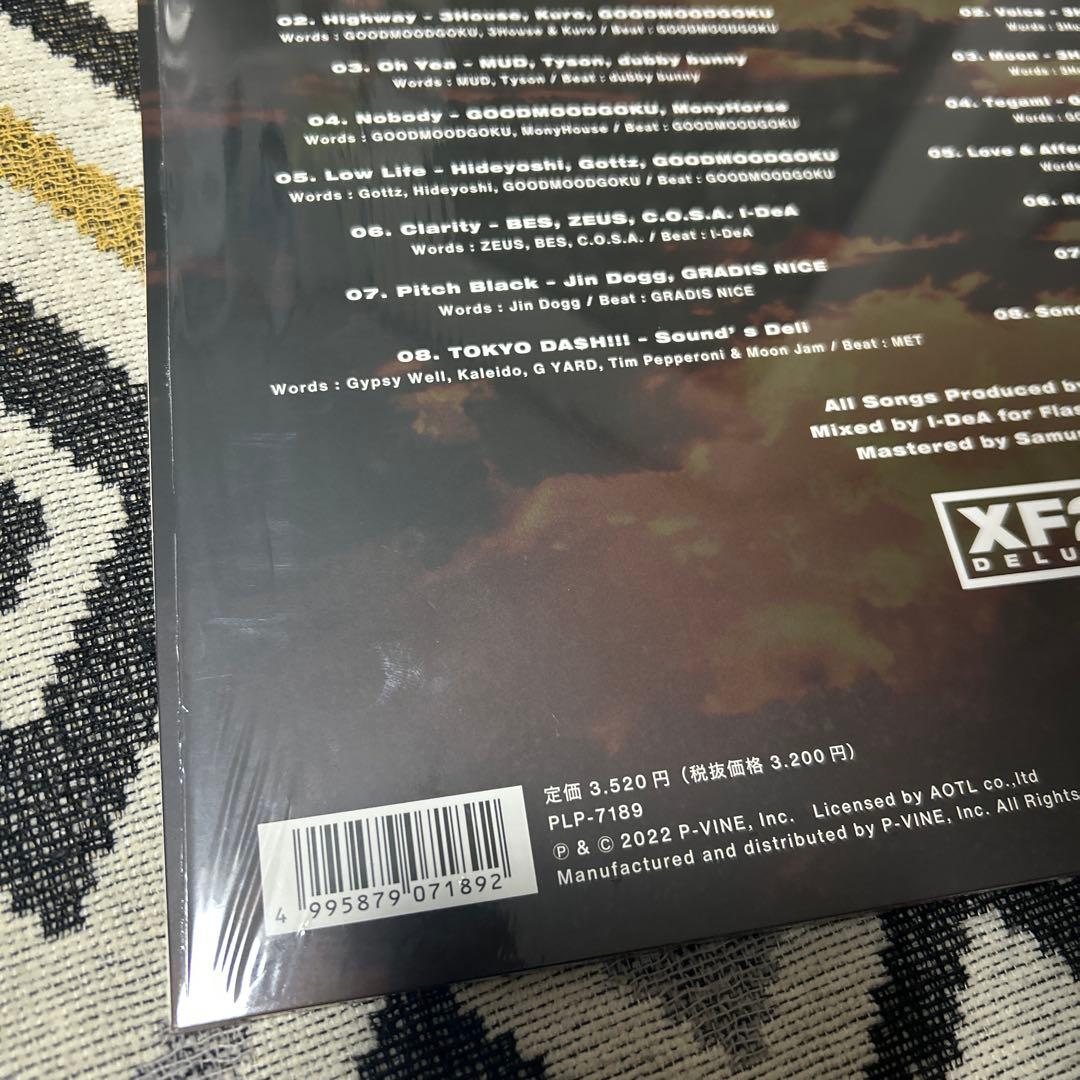 02. Highway - 3House, Kuro, GOODMOODGOKU
Words : GOODMOODGOKU, 3House & Kuro / Beat : GOODMOODGOKU
03. Oh Yea - MUD, Tyson, dubby bunny
Words : MUD, Tyson / Beat : dubby bunny
04. Nobody - GOODMOODGOKU, MonyHorse
Words : GOODMOODGOKU, MonyHouse / Beat : GOODMOODGOKU
05. Low Life - Hideyoshi, Gottz, GOODMOODGOKU
Words : Gottz, Hideyoshi, GOODMOODGOKU / Beat : GOODMOODGOKU
06. Clarity - BES, ZEUS, C.O.S.A. I-DeA
Words : ZEUS, BES, C.O.S.A. / Beat : I-DeA
07. Pitch Black - Jin Dogg, GRADIS NICE
Words : Jin Dogg / Beat : GRADIS NICE
08. TOKYO DA$H!!! - Sound' s Deli
Words : Gypsy Well, Kaleido, G YARD, Tim Pepperoni & Moon Jam / Beat : MET
02. Voice -
03. Moon -
Words :
04. Tegami -
05. Love &
Words
06.
07
08.
All Songs Produced by
Mixed by I-DeA for
Mastered by
XF
定価 3.520 円（税抜価格 3.200 円）
PLP-7189
Ⓟ & © 2022 P-VINE, Inc. Licensed by AOTL co.,ltd
Manufactured and distributed by P-VINE, Inc. All Rights
4 995879 071892